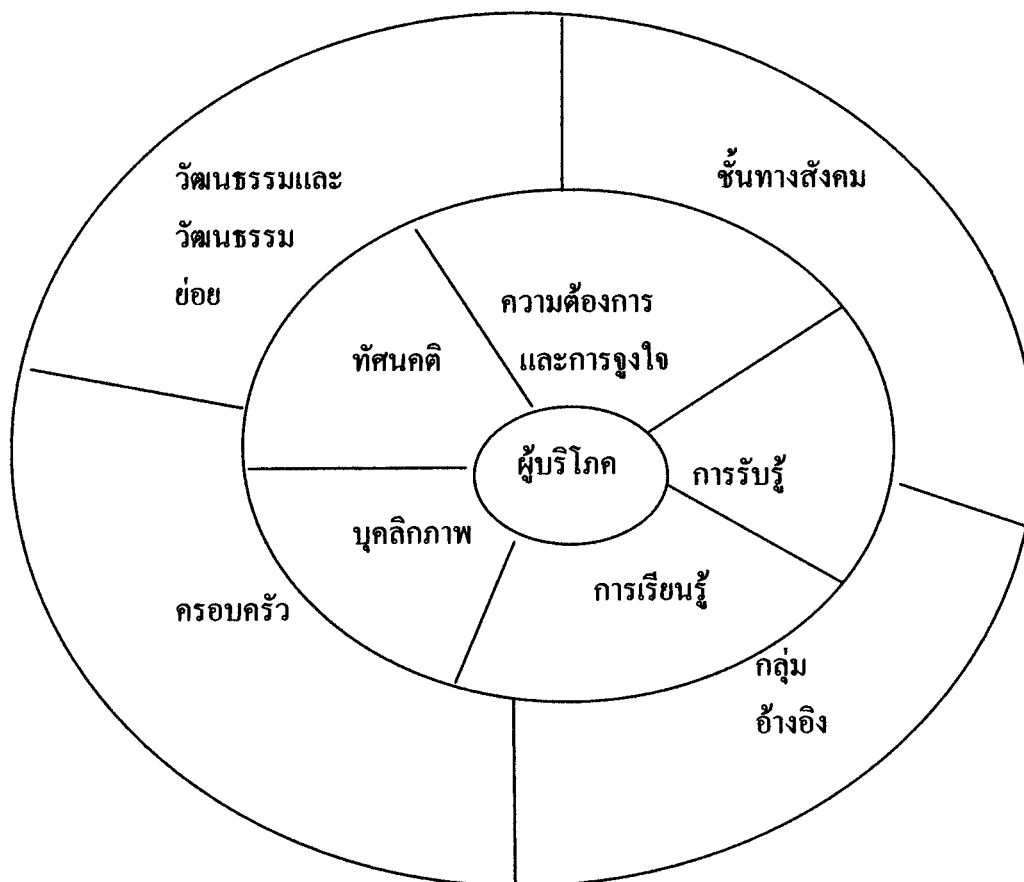 วัฒนธรรมและ
วัฒนธรรม
ย่อย
ชั้นทางสังคม
ความต้องการ
และการจูงใจ
ทัศนคติ
ผู้บริโภค
การรับรู้
บุคลิกภาพ
การเรียนรู้
ครอบครัว
กลุ่ม
อ้างอิง